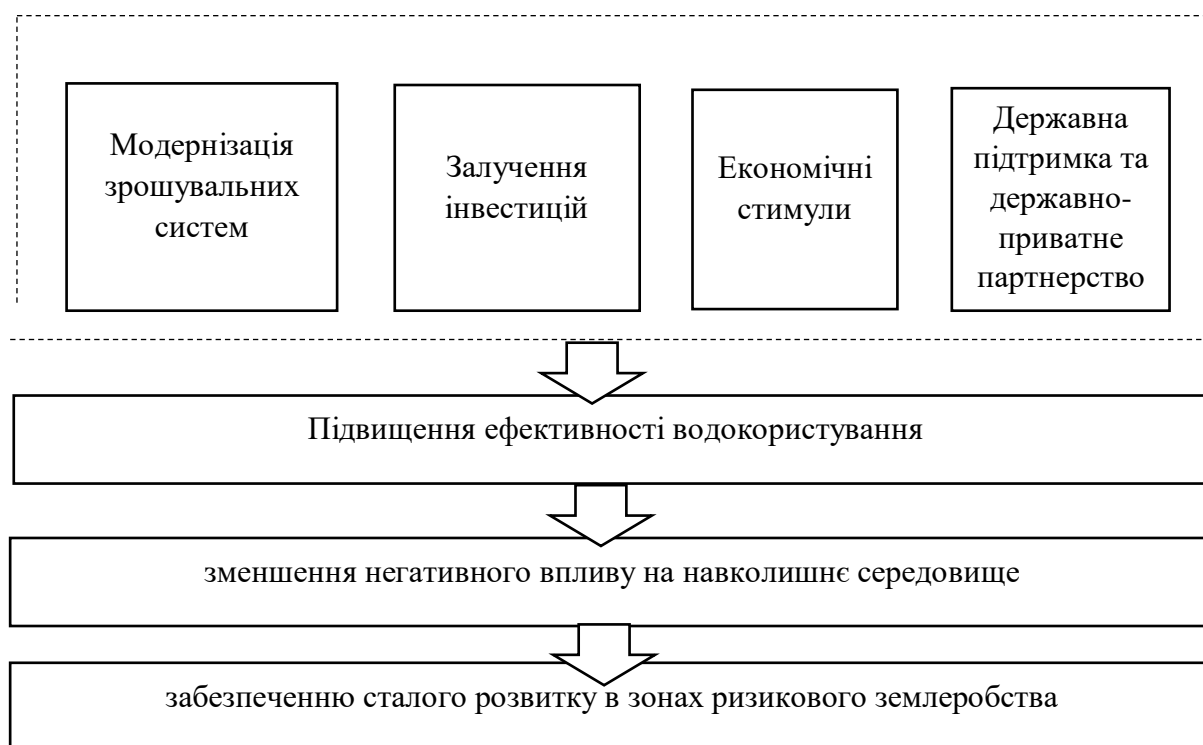 Модернізація
зрошувальних
систем
Залучення
інвестицій
Економічні
стимули
Державна
підтримка та
державно-
приватне
партнерство
Підвищення ефективності водокористування
зменшення негативного впливу на навколишнє середовище
забезпеченню сталого розвитку в зонах ризикового землеробства